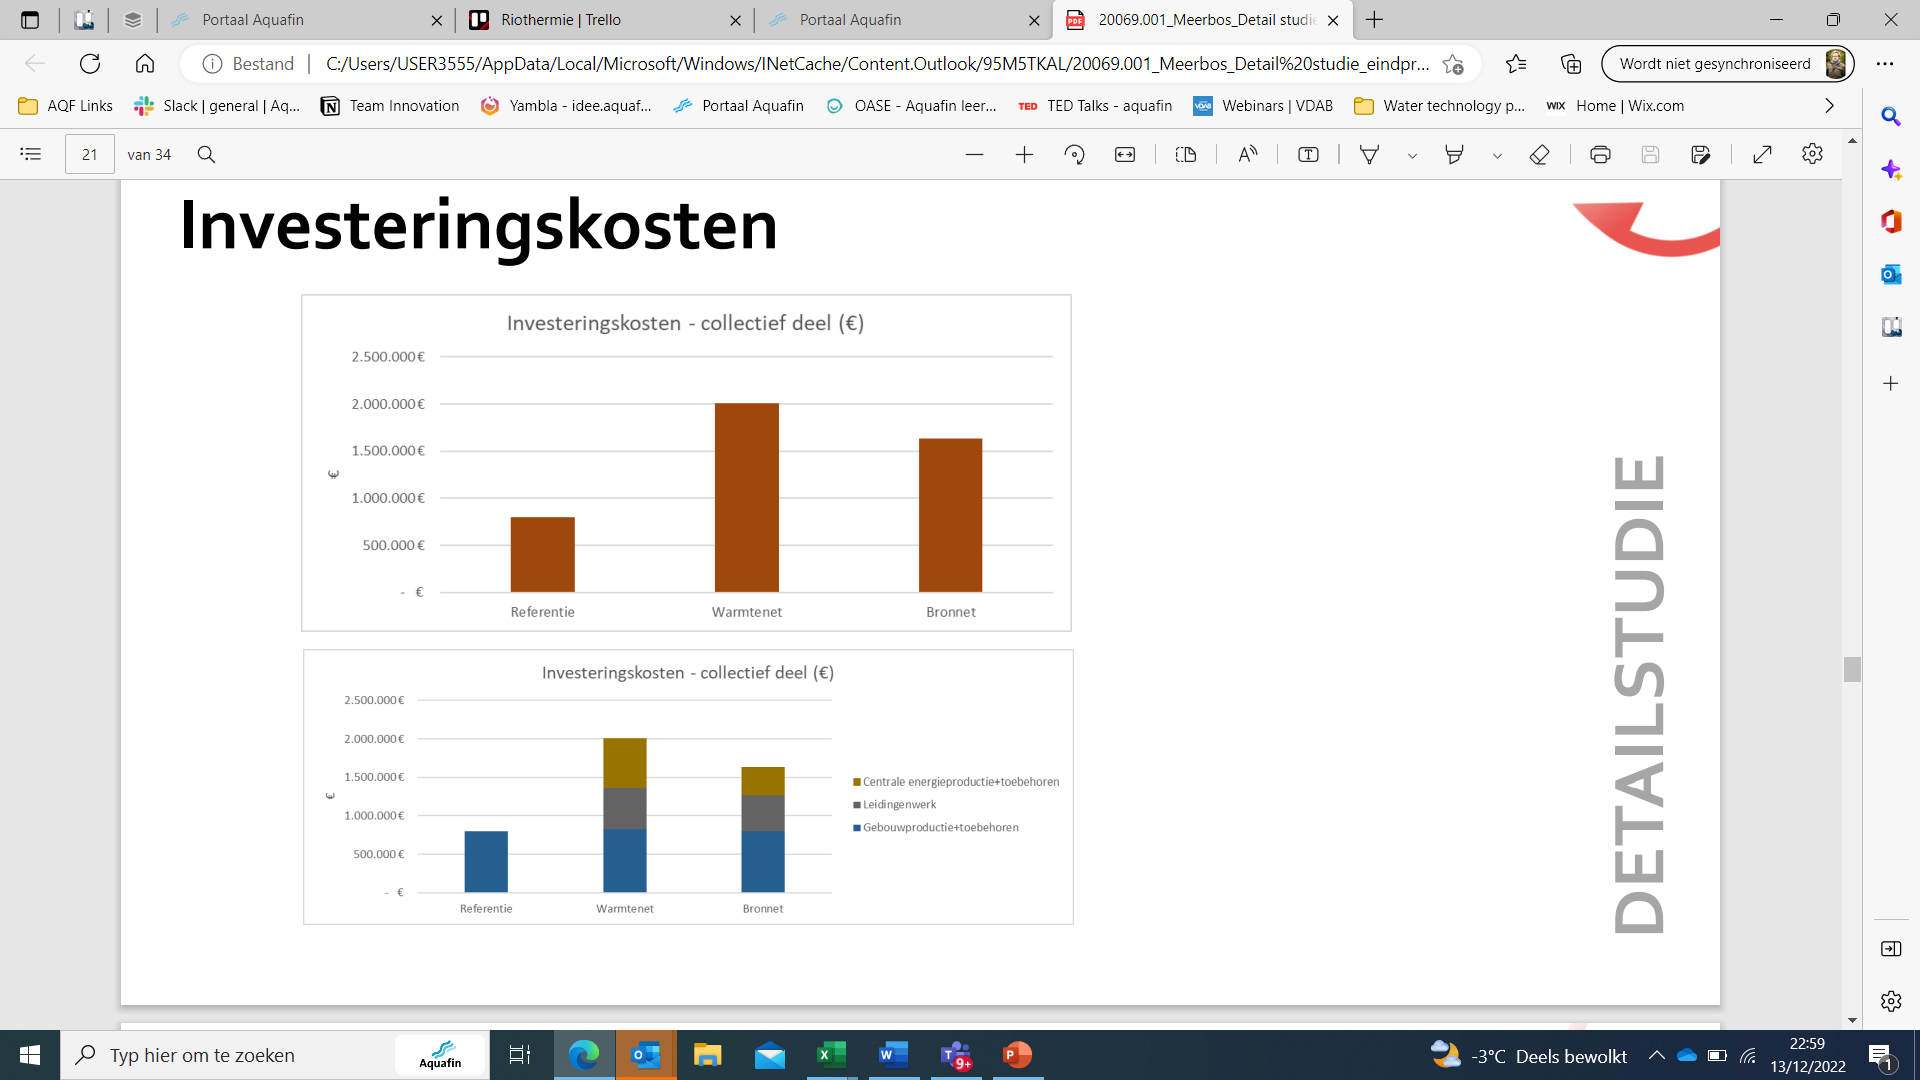 Portaal Aquafin
Riothermie | Trello
Portaal Aquafin
20069.001_Meerbos_Detail studie
Bestand
C:/Users/USER3555/AppData/Local/Microsoft/Windows/INetCache/Content.Outlook/95M5TKAL/20069.001_Meerbos_Detail%20studie_eindpr...
Wordt niet gesynchroniseerd
AQF Links
Slack | general | Aq...
Team Innovation
Yambla - idee.aquaf...
Portaal Aquafin
OASE - Aquafin leer...
TED
TED Talks - aquafin
VDAB
Webinars | VDAB
Water technology p...
WIX
Home | Wix.com
21
van 34
Investeringskosten
Investeringskosten - collectief deel (€)
2.500.000 €
2.000.000 €
1.500.000 €
1.000.000 €
500.000 €
- €
€
Referentie
Warmtenet
Bronnet
Investeringskosten - collectief deel (€)
2.500.000 €
2.000.000 €
1.500.000 €
1.000.000 €
500.000 €
- €
€
Referentie
Warmtenet
Bronnet
Centrale energieproductie+toebehoren
Leidingenwerk
Gebouwproductie+toebehoren
DETAILSTUDIE
Typ hier om te zoeken
Aquafin
9+
-3°C Deels bewolkt
22:59
13/12/2022
1